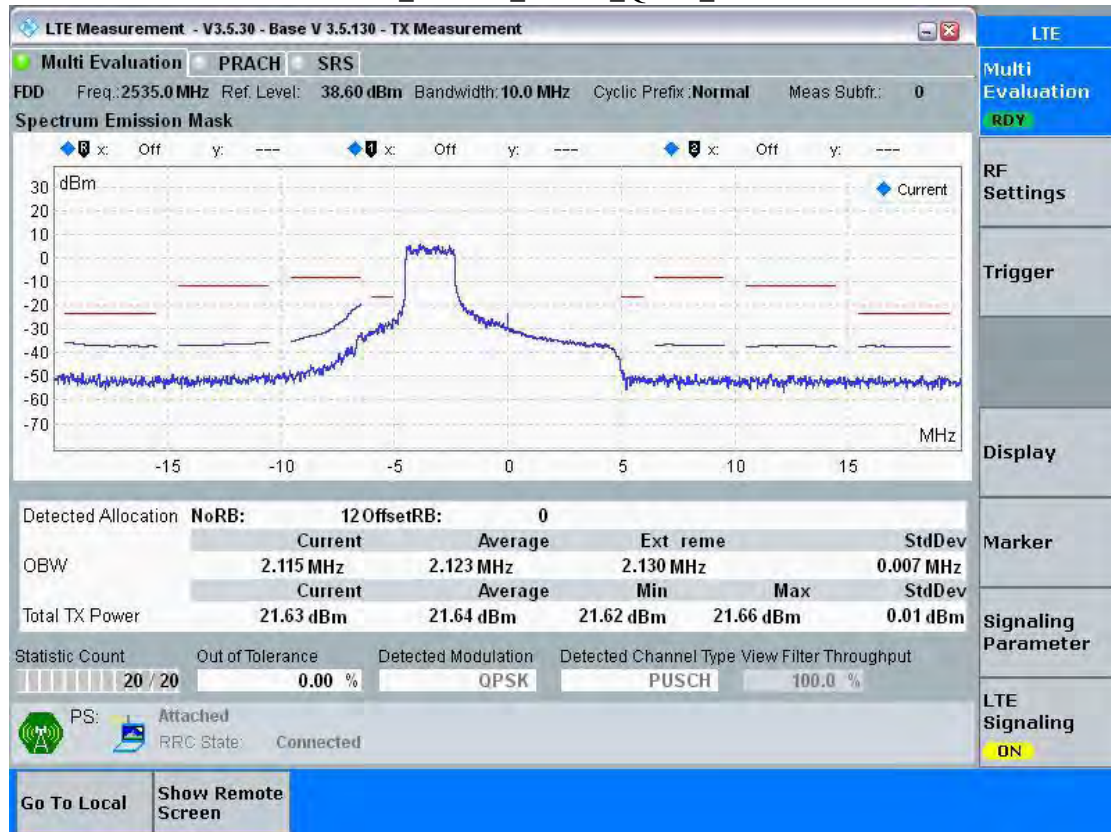 LTE Measurement - V3.5.30 - Base V 3.5.130 - TX Measurement
LTE
Multi Evaluation PRACH SRS
FDD Freq.:2535.0 MHz Ref. Level: 38.60 dBm Bandwidth:10.0 MHz Cyclic Prefix :Normal Meas Subfr.: 0
Spectrum Emission Mask
R x: Off y: --- 1 x: Off y: --- 2 x: Off y: ---
dBm
Current
30
20
10
0
-10
-20
-30
-40
-50
-60
-70
MHz
-15 -10 -5 0 5 10 15
Detected Allocation NoRB: 12 OffsetRB: 0
Current Average Ext reme StdDev
OBW 2.115 MHz 2.123 MHz 2.130 MHz 0.007 MHz
Current Average Min Max StdDev
Total TX Power 21.63 dBm 21.64 dBm 21.62 dBm 21.66 dBm 0.01 dBm
Statistic Count Out of Tolerance Detected Modulation Detected Channel Type View Filter Throughput
20 / 20 0.00 % QPSK PUSCH 100.0 %
PS: Attached
RRC State: Connected
Multi
Evaluation
RDY
RF
Settings
Trigger
Display
Marker
Signaling
Parameter
LTE
Signaling
ON
Go To Local
Show Remote
Screen